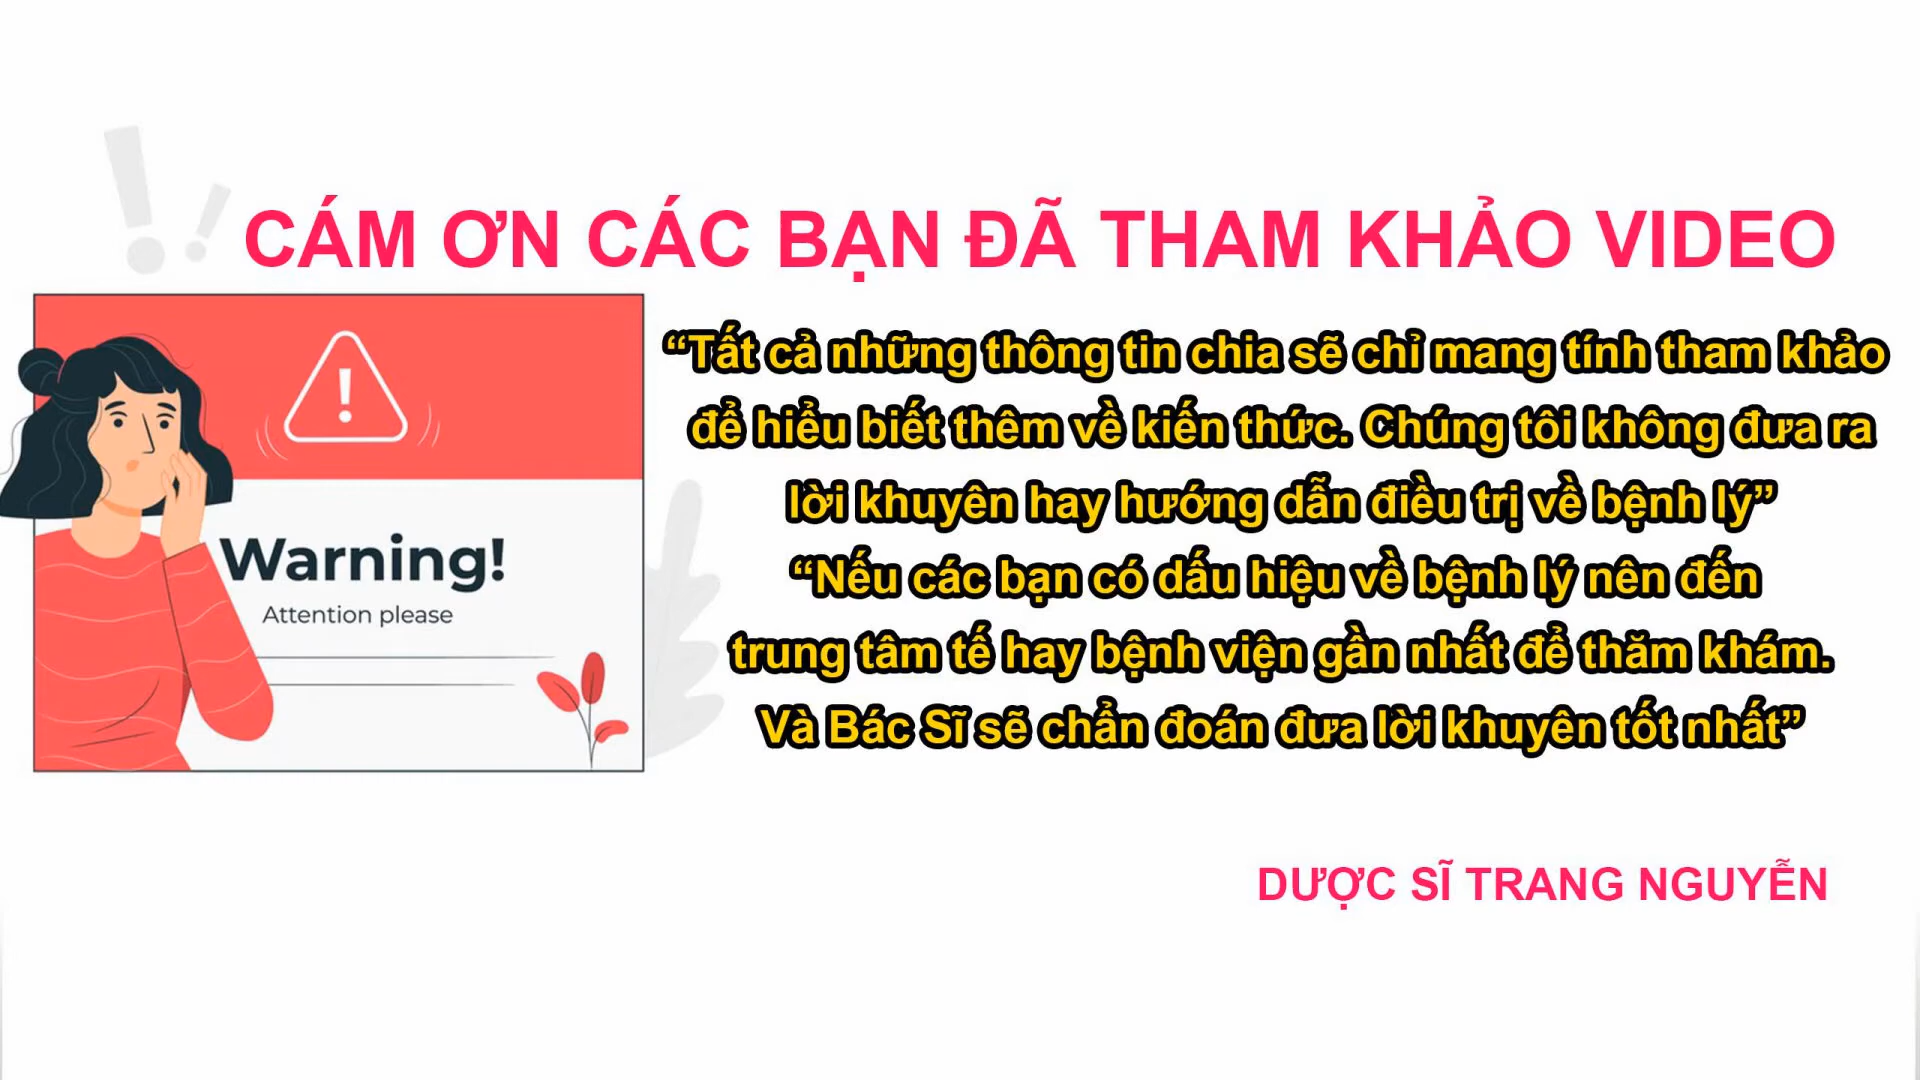 CÁM ƠN CÁC BẠN ĐÃ THAM KHẢO VIDEO
“Tất cả những thông tin chia sẽ chỉ mang tính tham khảo
để hiểu biết thêm về kiến thức. Chúng tôi không đưa ra
lời khuyên hay hướng dẫn điều trị về bệnh lý”
“Nếu các bạn có dấu hiệu về bệnh lý nên đến
trung tâm tế hay bệnh viện gần nhất để thăm khám.
Và Bác Sĩ sẽ chẩn đoán đưa lời khuyên tốt nhất”
!
Warning!
Attention please
DƯỢC SĨ TRANG NGUYỄN